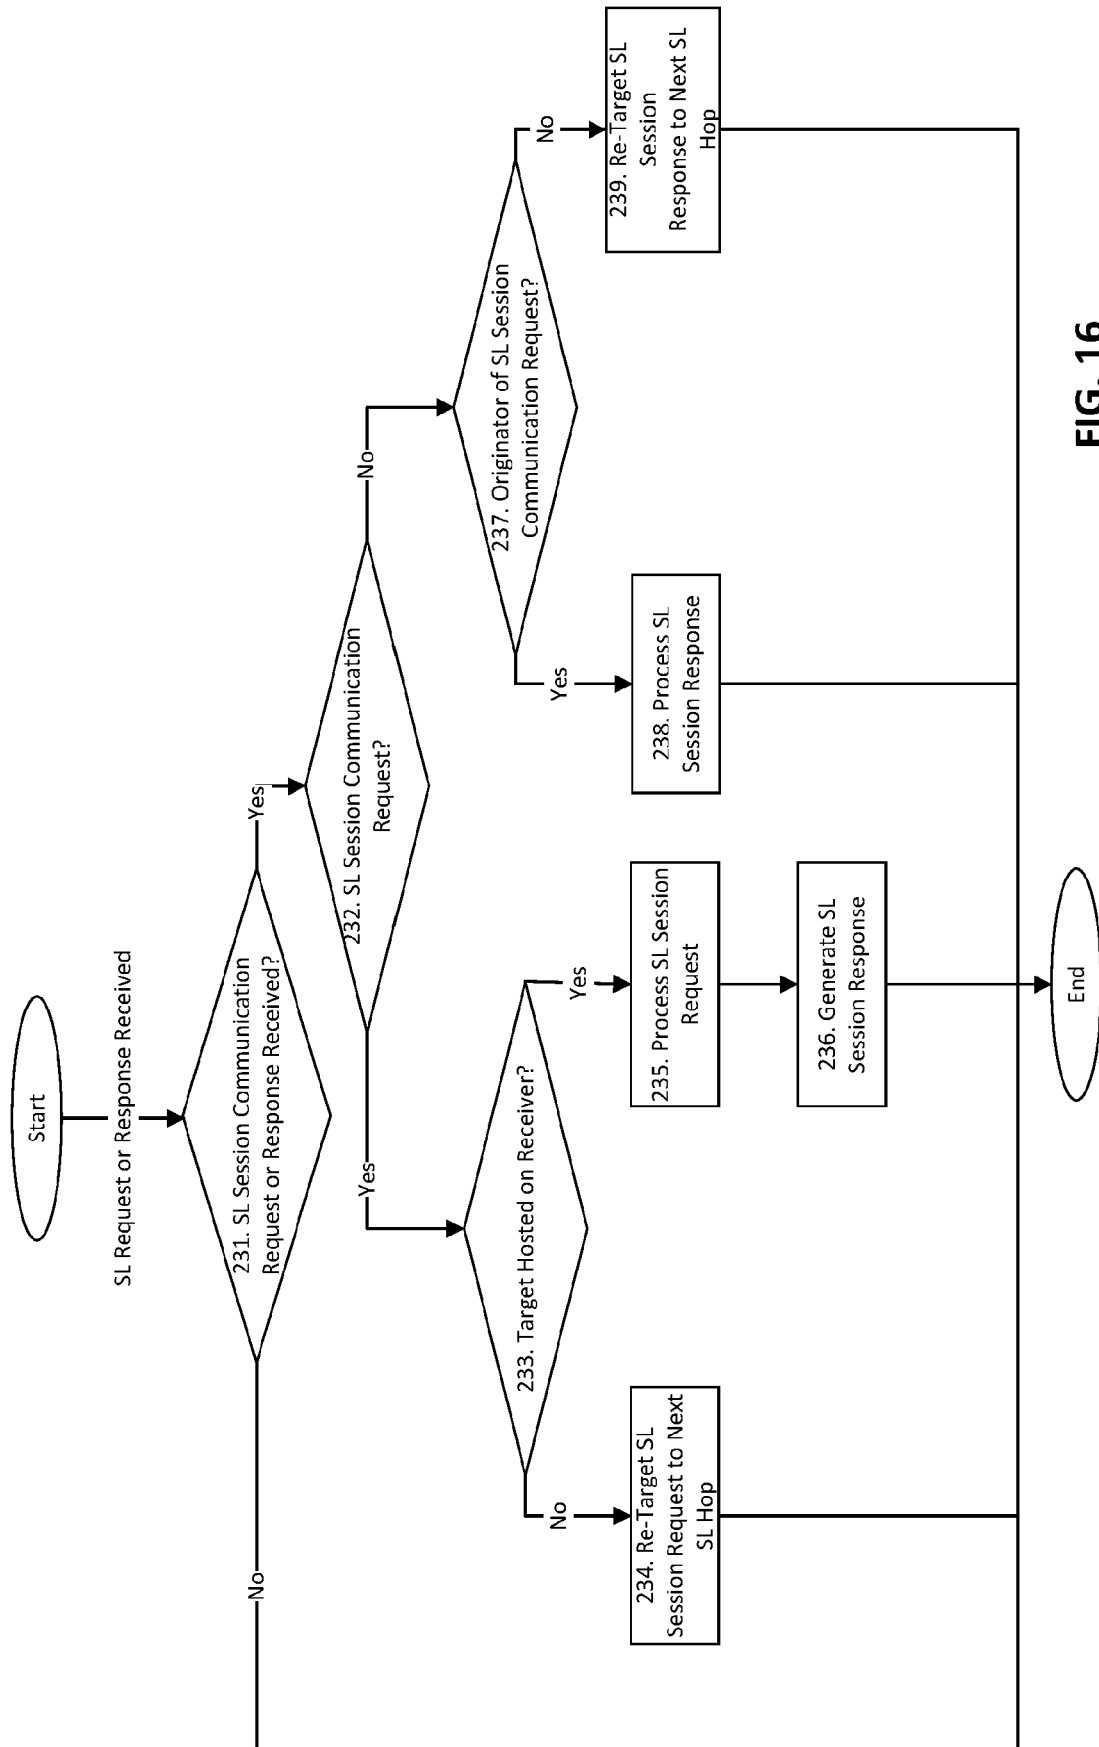 Start
SL Request or Response Received
231. SL Session Communication
Request or Response Received?
No
Yes
232. SL Session Communication
Request?
Yes
No
233. Target Hosted on Receiver?
No
Yes
234. Re-Target SL
Session Request to Next
SL Hop
235. Process SL Session
Request
236. Generate SL
Session Response
237. Originator of SL Session
Communication Request?
Yes
No
238. Process SL
Session Response
239. Re-Target SL
Session
Response to Next SL
Hop
End
FIG. 16